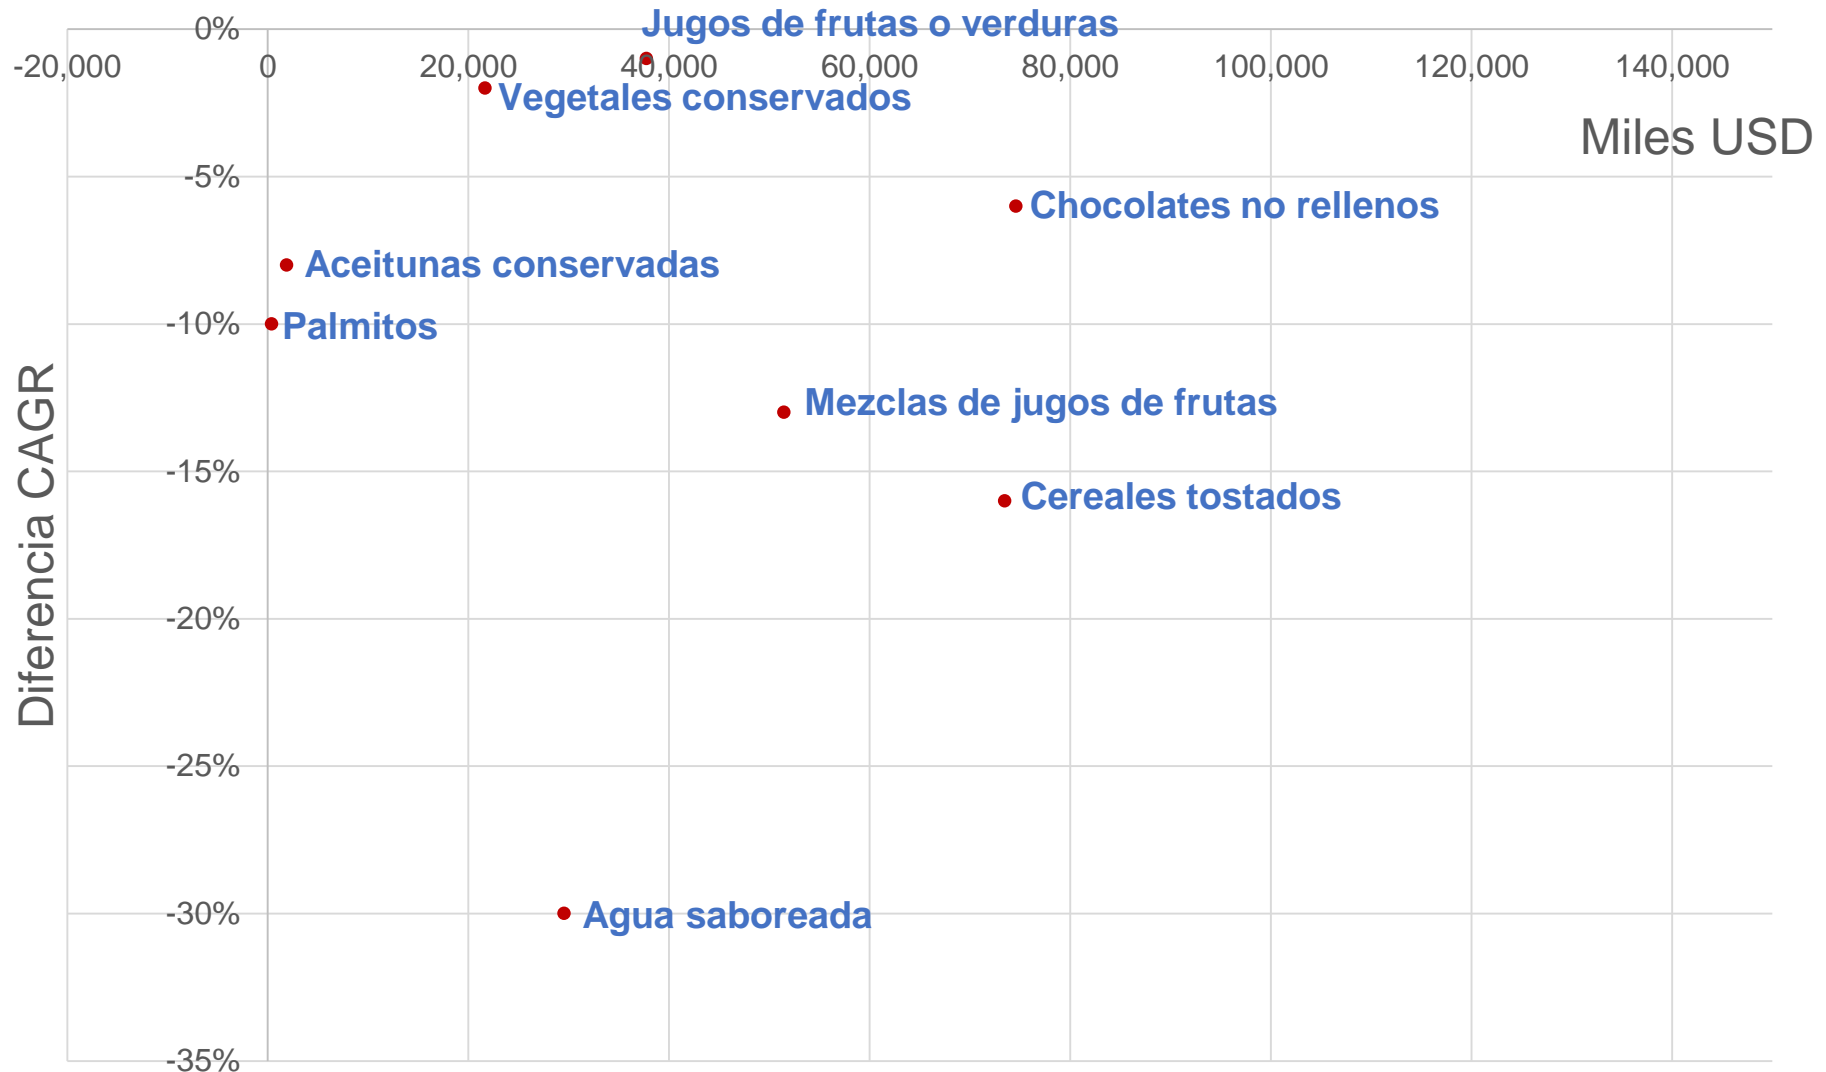 Jugos de frutas o verduras
0%
-20,000 0 20,000 40,000 60,000 80,000 100,000 120,000 140,000
Vegetales conservados
Miles USD
-5%
Chocolates no rellenos
Aceitunas conservadas
-10%
Palmitos
Diferencia CAGR
Mezclas de jugos de frutas
-15%
Cereales tostados
-20%
-25%
-30%
Agua saboreada
-35%